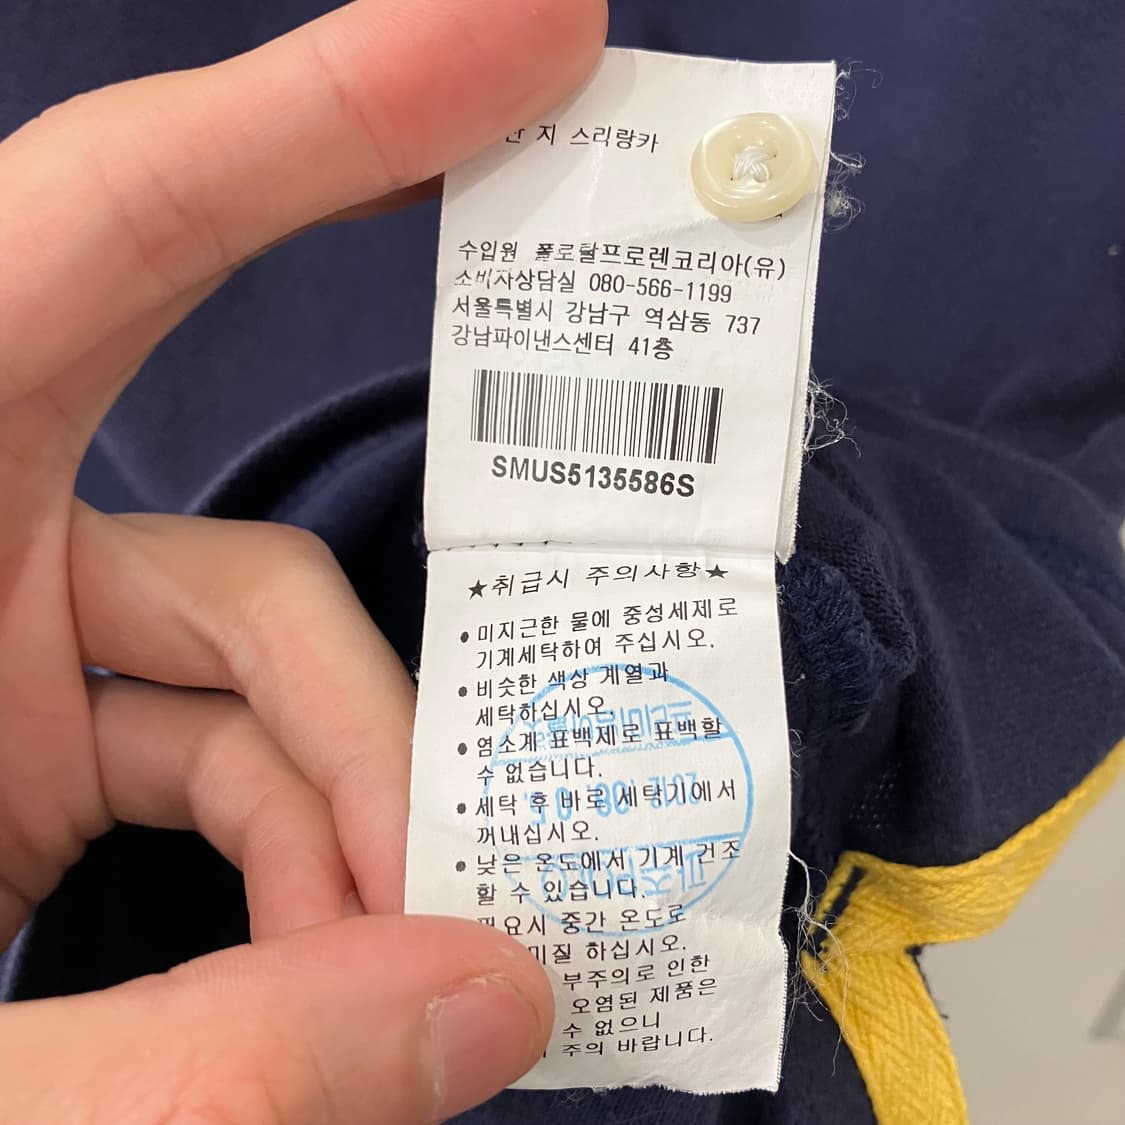 지 스리랑카
수입원 폴로랄프로렌코리아(유)
소비자상담실 080-566-1199
서울특별시 강남구 역삼동 737
강남파이낸스센터 41층
SMUS5135586S
★취급시 주의사항★
• 미지근한 물에 중성세제로
기계세탁하여 주십시오.
• 비슷한 색상 계열과
세탁하십시오.
• 염소계 표백제로 표백할
수 없습니다.
• 세탁 후 바로 세탁기에서
꺼내십시오.
• 낮은 온도에서 기계 건조
할 수 있습니다.
필요시 중간 온도로
하십시오.
부주의로 인한
오염된 제품은
수 없으니
주의 바랍니다.